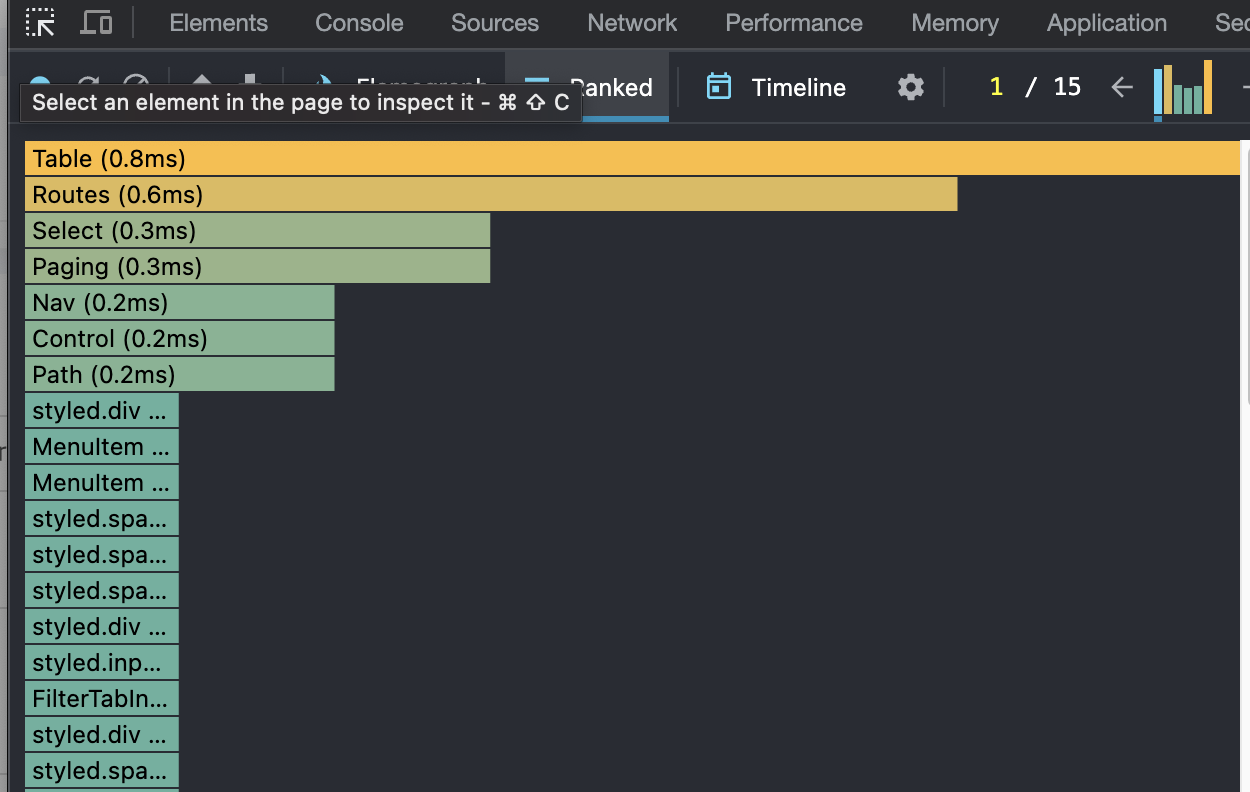 Elements Console Sources Network Performance Memory Application Sec
Ranked Timeline 1 / 15
Select an element in the page to inspect it - ⌘ ⇧ C
Table (0.8ms)
Routes (0.6ms)
Select (0.3ms)
Paging (0.3ms)
Nav (0.2ms)
Control (0.2ms)
Path (0.2ms)
styled.div ...
MenuItem ...
MenuItem ...
styled.spa...
styled.spa...
styled.spa...
styled.div ...
styled.inp...
FilterTabIn...
styled.div ...
styled.spa...